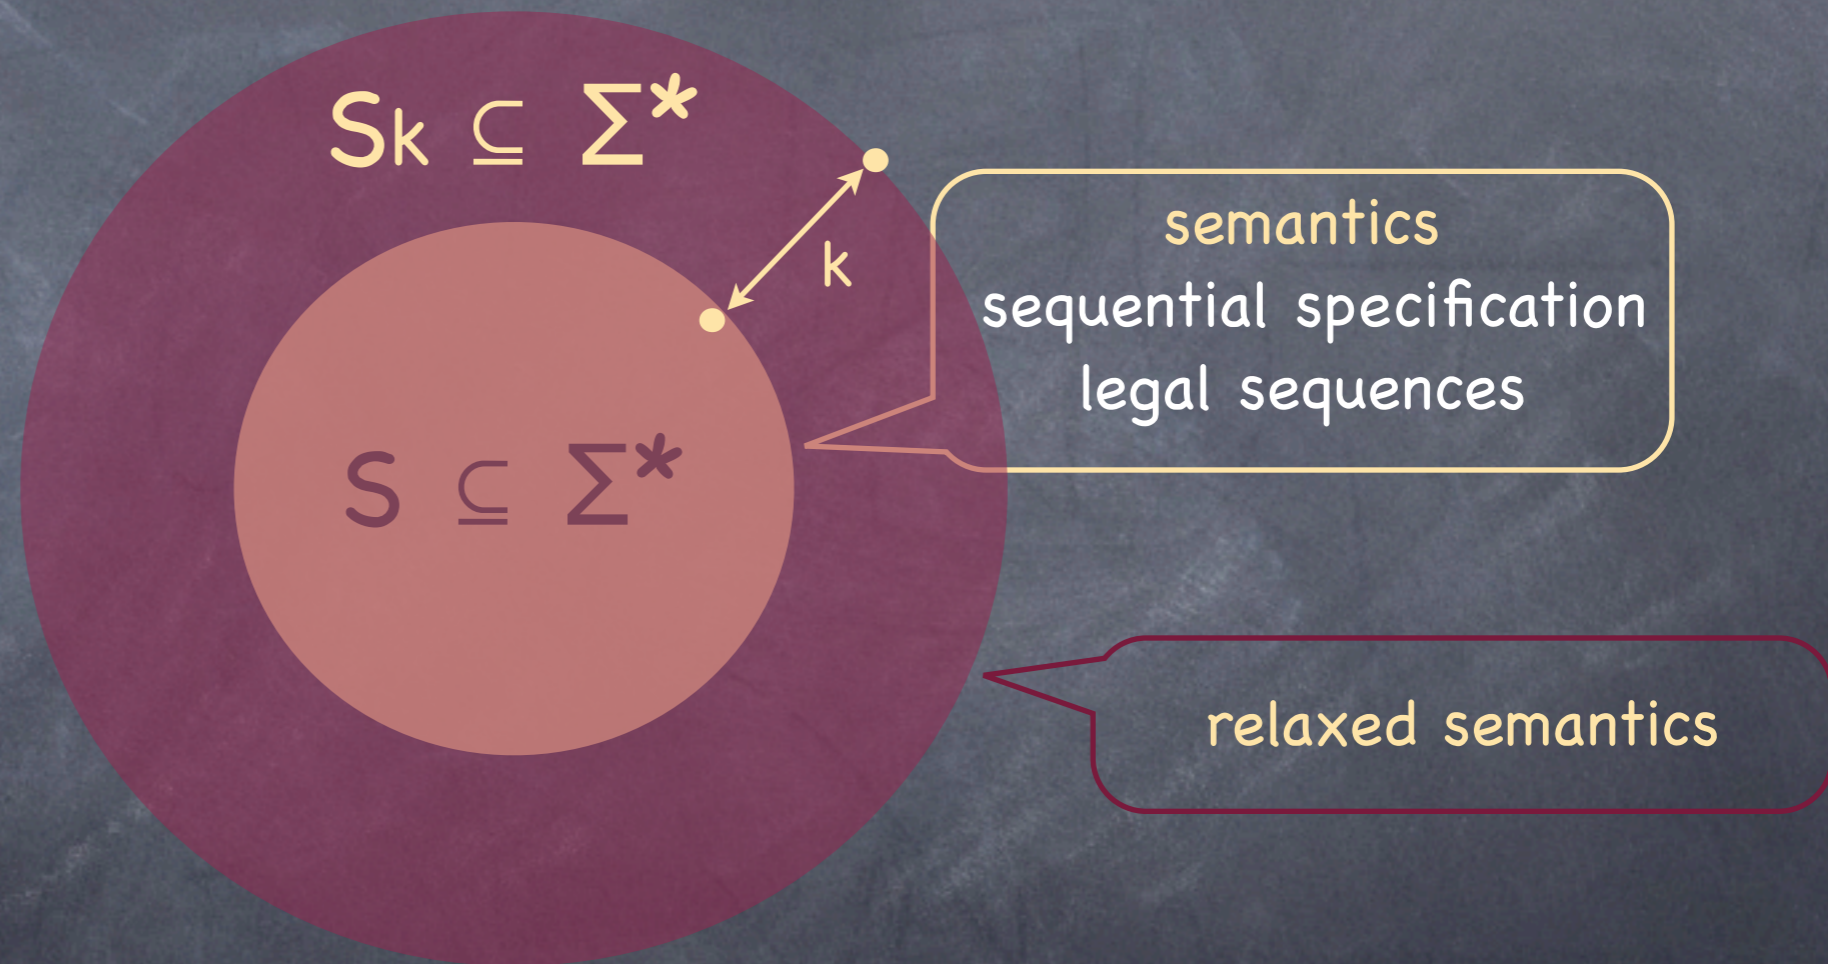 Sk ⊆ Σ*
k
semantics
sequential specification
legal sequences
S ⊆ Σ*
relaxed semantics